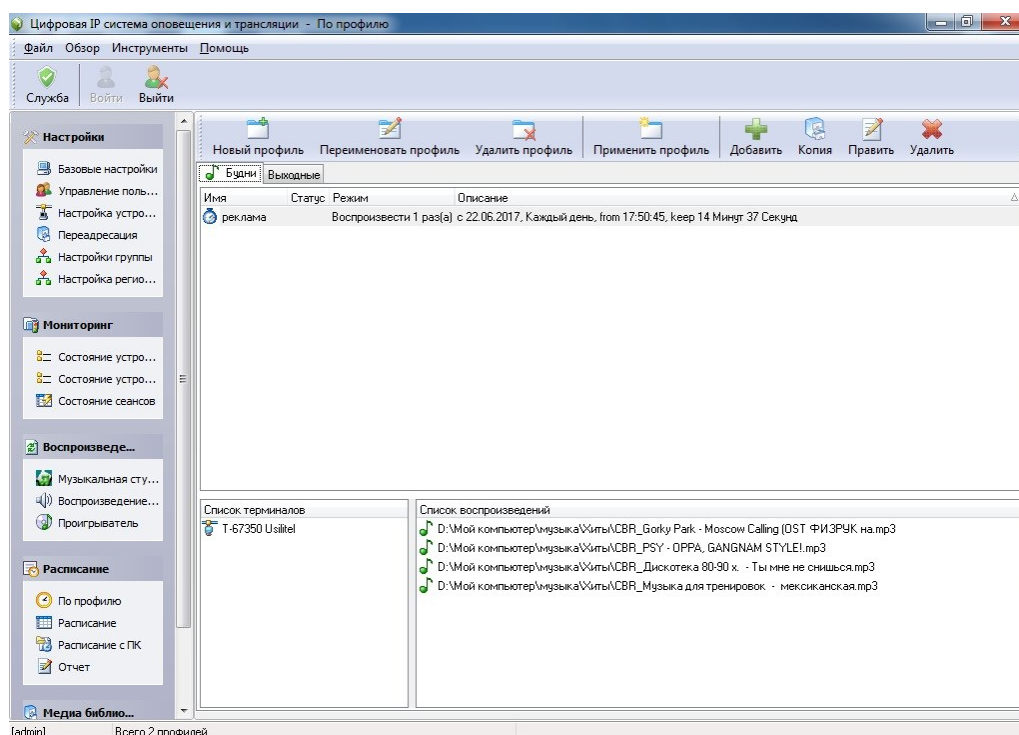 Цифровая IP система оповещения и трансляции - По профилю
Файл Обзор Инструменты Помощь
Служба Войти Выйти
Настройки
Базовые настройки
Управление поль...
Настройка устро...
Переадресация
Настройки группы
Настройка регио...
Мониторинг
Состояние устро...
Состояние устро...
Состояние сеансов
Воспроизведе...
Музыкальная сту...
Воспроизведение...
Проигрыватель
Расписание
По профилю
Расписание
Расписание с ПК
Отчет
Медиа библио...
Новый профиль Переименовать профиль Удалить профиль Применить профиль Добавить Копия Править Удалить
Будни Выходные
Имя Статус Режим Описание
реклама Воспроизвести 1 раз(а) с 22.06.2017, Каждый день, from 17:50:45, keep 14 Минут 37 Секунд
Список терминалов
T-67350 Usilitel
Список воспроизведений
D:\Мой компьютер\музыка\Хиты\CBR_Gorky Park - Moscow Calling (OST ФИЗРУК на.mp3
D:\Мой компьютер\музыка\Хиты\CBR_PSY - OPPA, GANGNAM STYLE!.mp3
D:\Мой компьютер\музыка\Хиты\CBR_Дискотека 80-90 х. - Ты мне не снишься.mp3
D:\Мой компьютер\музыка\Хиты\CBR_Музыка для тренировок - мексиканская.mp3
[admin] Всего 2 профилей